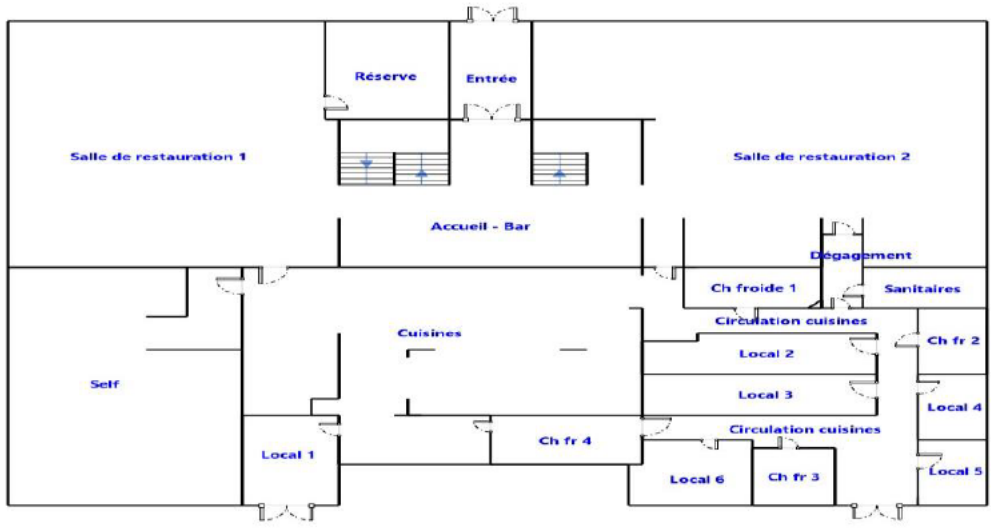 Réserve
Entrée
Salle de restauration 1
Salle de restauration 2
Accueil - Bar
Dégagement
Ch froide 1
Sanitaires
Circulation cuisines
Cuisines
Ch fr 2
Local 2
Self
Local 3
Local 4
Circulation cuisines
Ch fr 4
Local 1
Local 5
Local 6
Ch fr 3